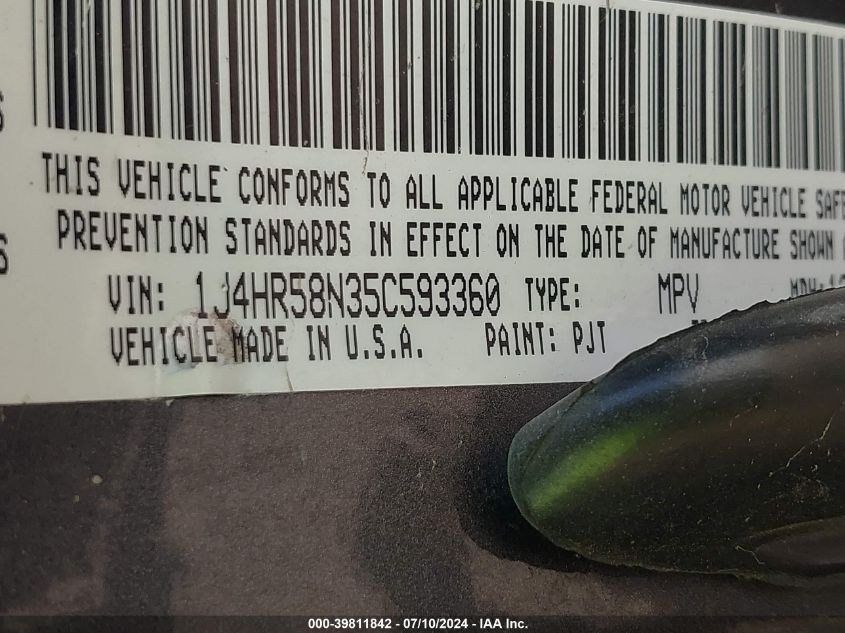 THIS VEHICLE CONFORMS TO ALL APPLICABLE FEDERAL MOTOR VEHICLE SAFE
PREVENTION STANDARDS IN EFFECT ON THE DATE OF MANUFACTURE SHOWN
VIN: 1J4HR58N35C593360 TYPE: MPV
VEHICLE MADE IN U.S.A. PAINT: PJT
000-39811842 - 07/10/2024 - IAA Inc.